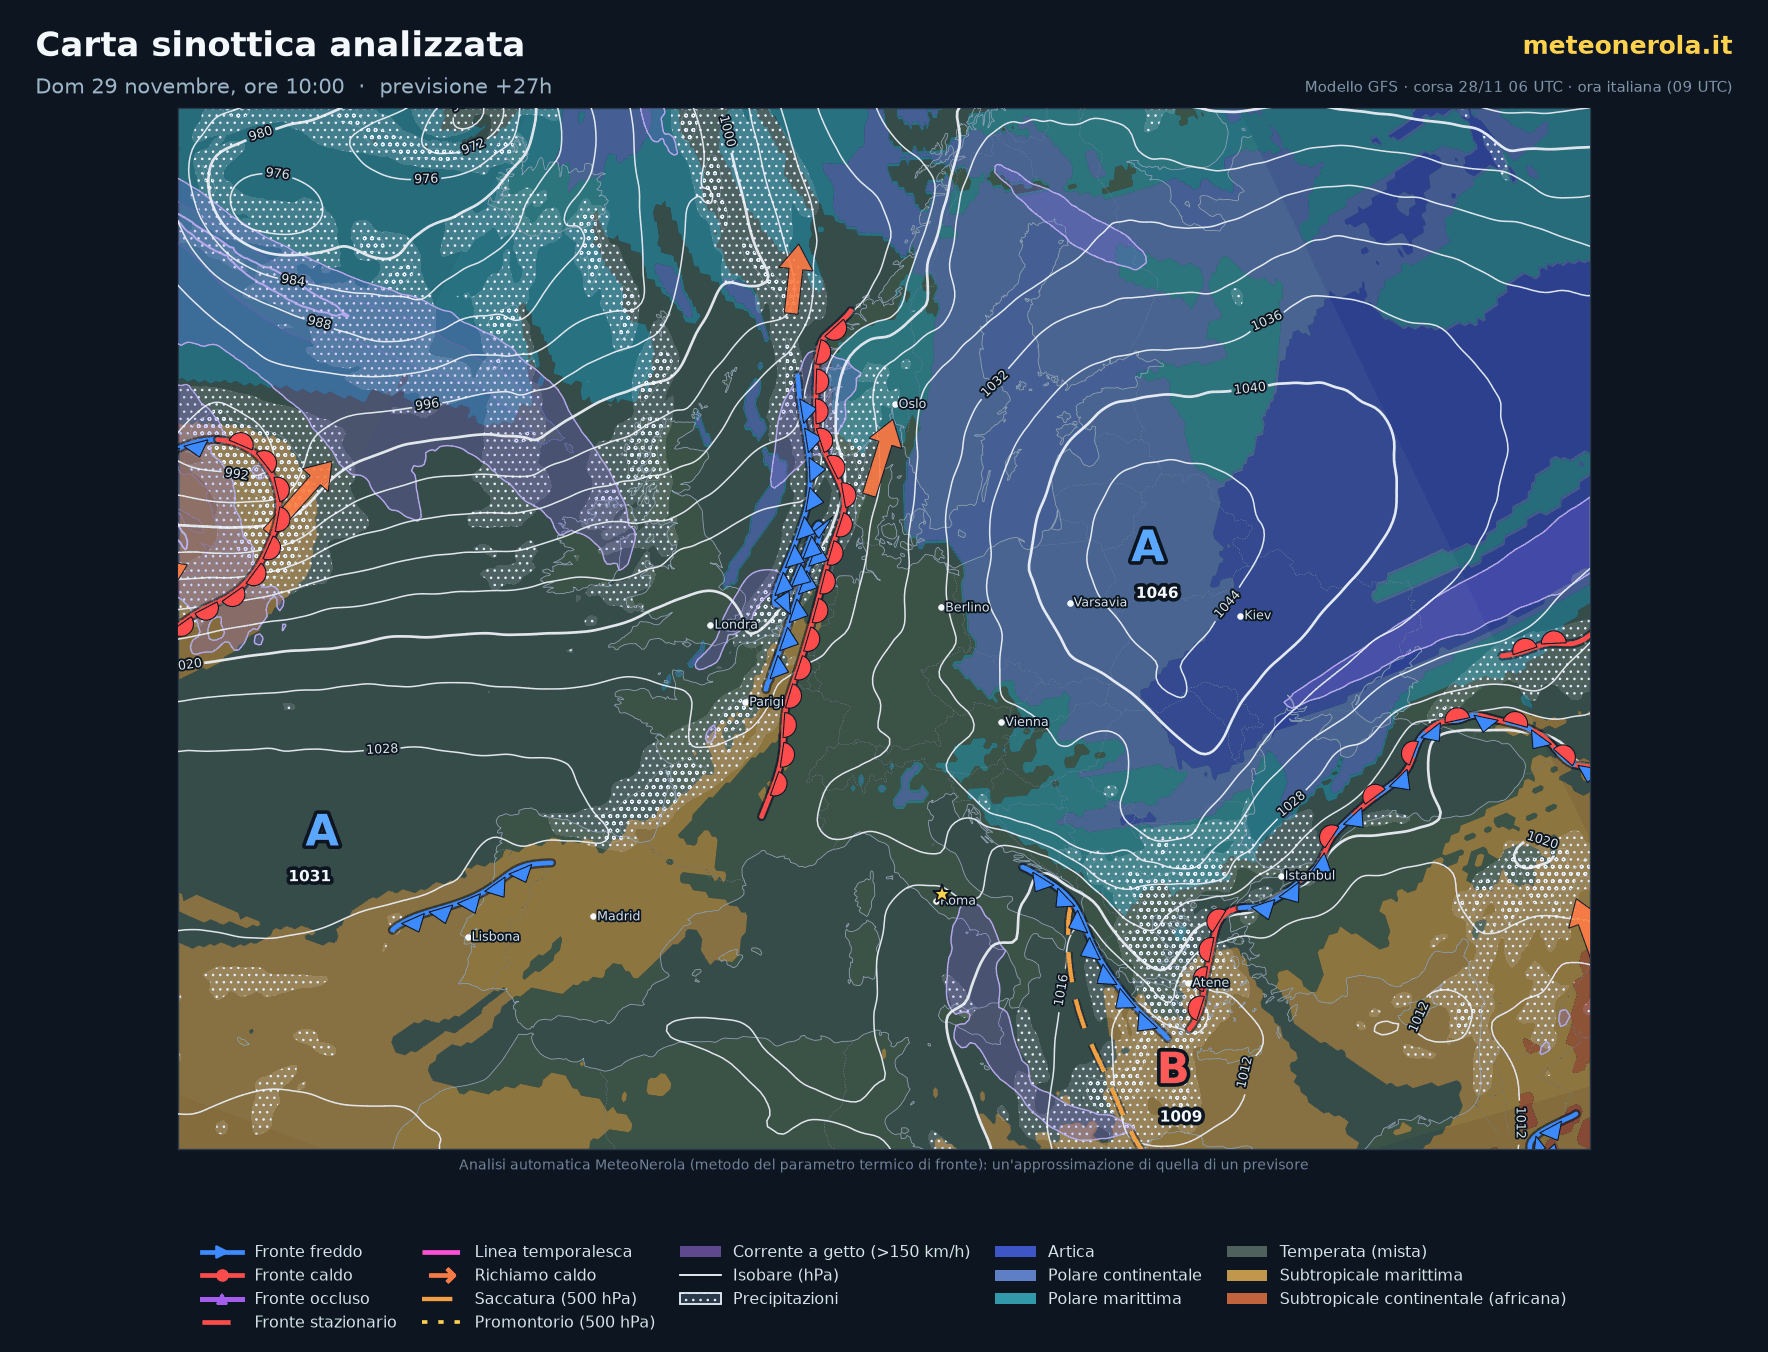 Carta sinottica analizzata
meteonerola.it
Dom 29 novembre, ore 10:00 · previsione +27h
Modello GFS · corsa 28/11 06 UTC · ora italiana (09 UTC)
980
972
1000
976
976
984
988
1036
1032
1040
996
Oslo
992
A
1046
1044
Varsavia
Kiev
Berlino
Londra
020
Parigi
Vienna
1028
1028
A
1031
1020
Istanbul
Roma
Madrid
Lisbona
Atene
1016
1012
1012
B
1009
1012
Analisi automatica MeteoNerola (metodo del parametro termico di fronte): un'approssimazione di quella di un previsore
Fronte freddo
Fronte caldo
Fronte occluso
Fronte stazionario
Linea temporalesca
Richiamo caldo
Saccatura (500 hPa)
Promontorio (500 hPa)
Corrente a getto (>150 km/h)
Isobare (hPa)
Precipitazioni
Artica
Polare continentale
Polare marittima
Temperata (mista)
Subtropicale marittima
Subtropicale continentale (africana)